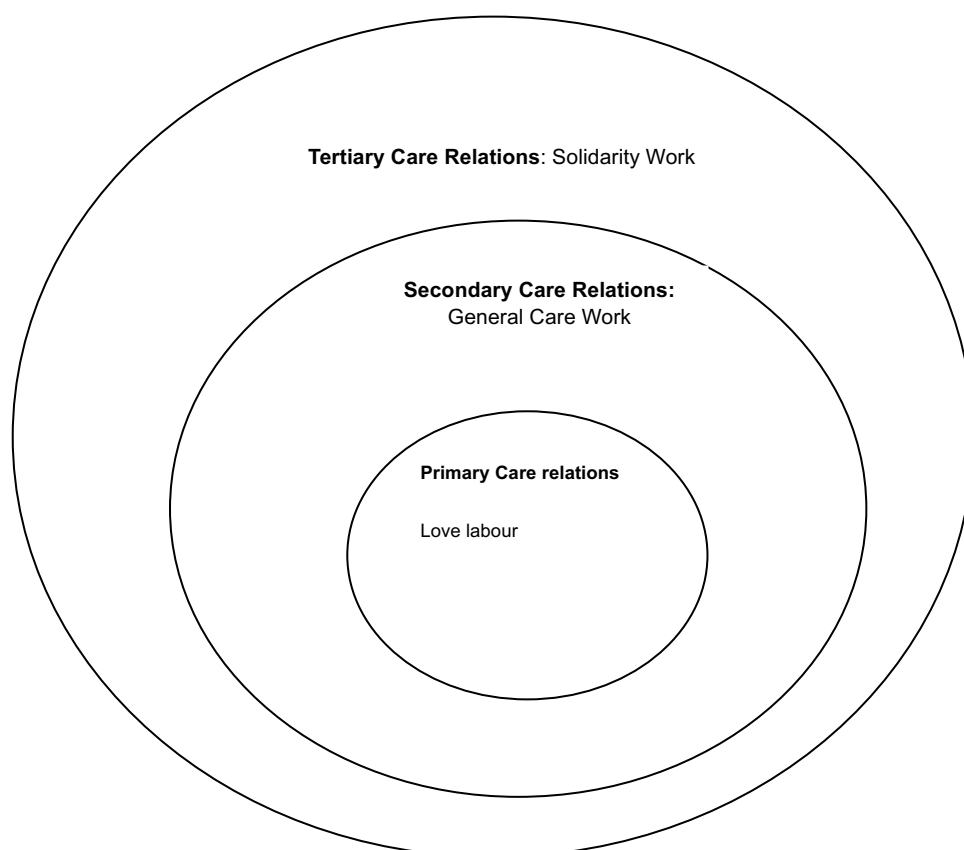 Tertiary Care Relations: Solidarity Work
Secondary Care Relations:
General Care Work
Primary Care relations
Love labour